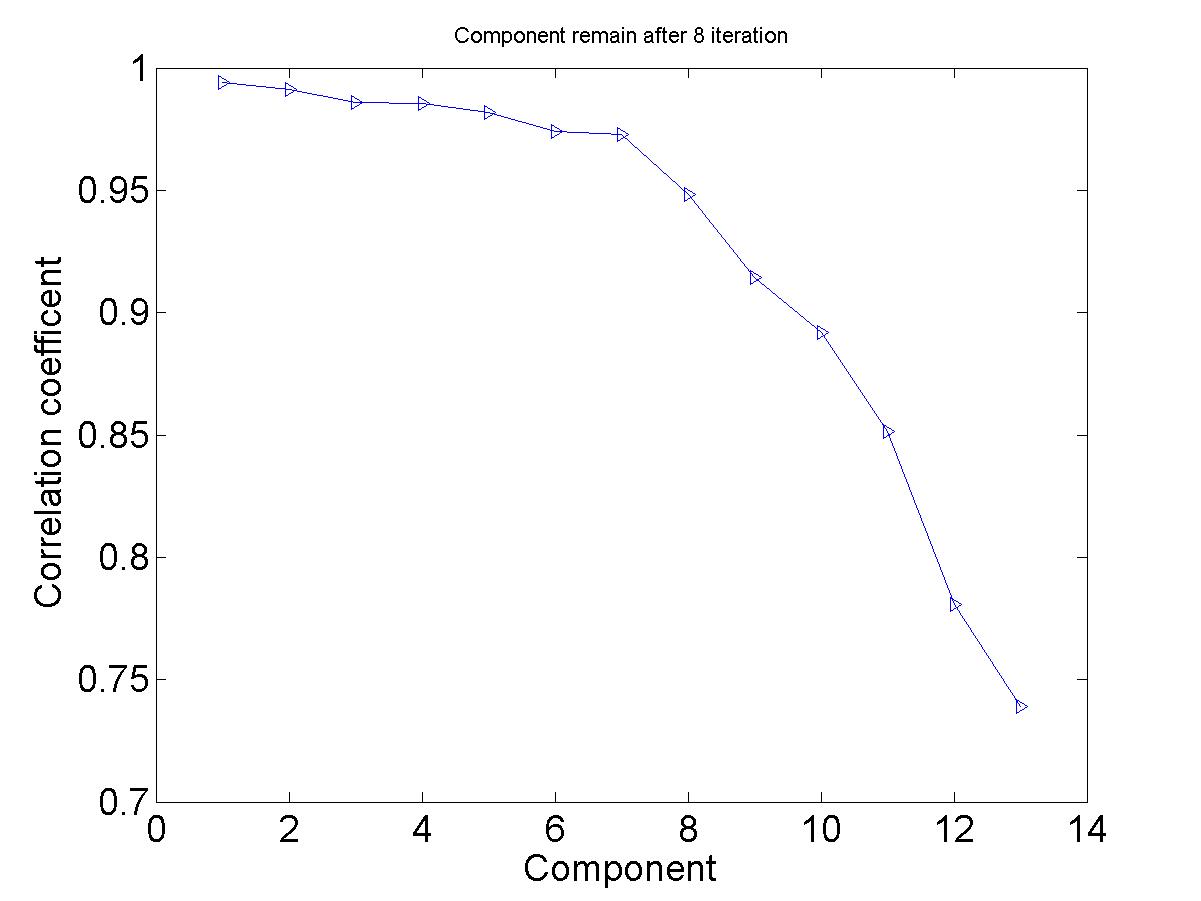 Component remain after 8 iteration
1
0.95
0.9
0.85
0.8
0.75
0.7
Correlation coefficent
0 2 4 6 8 10 12 14
Component